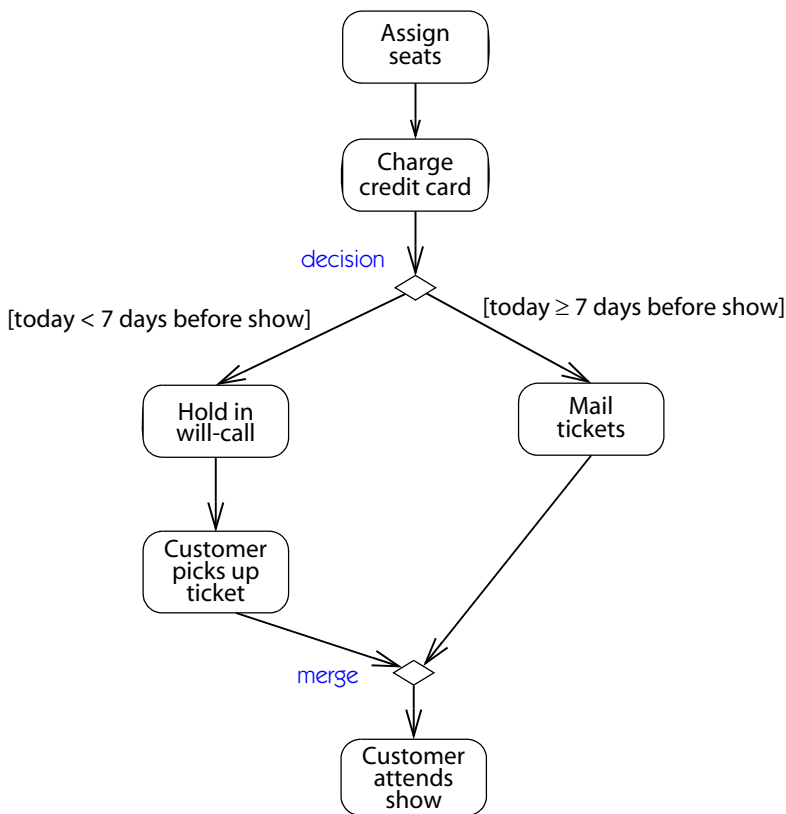 Assign
seats
Charge
credit card
decision
[today < 7 days before show]
[today ≥ 7 days before show]
Hold in
will-call
Mail
tickets
Customer
picks up
ticket
merge
Customer
attends
show